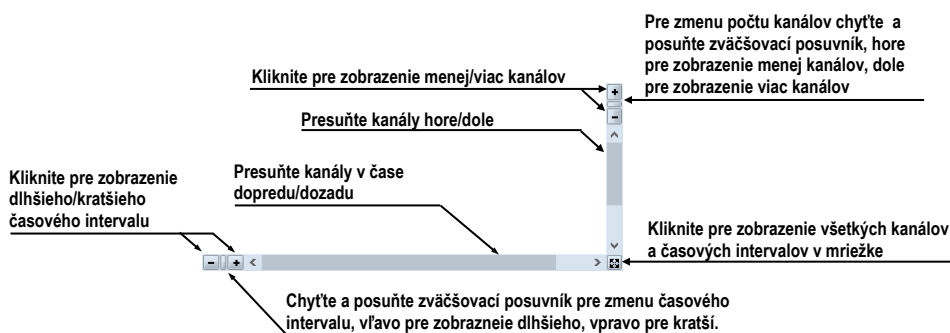 Pre zmenu počtu kanálov chyťte a
posuňte zväčšovací posuvník, hore
pre zobrazenie menej kanálov, dole
pre zobrazenie viac kanálov
Kliknite pre zobrazenie menej/viac kanálov
Presuňte kanály hore/dole
Kliknite pre zobrazenie
dlhšieho/kratšieho
časového intervalu
Presuňte kanály v čase
dopredu/dozadu
Kliknite pre zobrazenie všetkých kanálov
a časových intervalov v mriežke
Chyťte a posuňte zväčšovací posuvník pre zmenu časového
intervalu, vľavo pre zobrazneie dlhšieho, vpravo pre kratší.